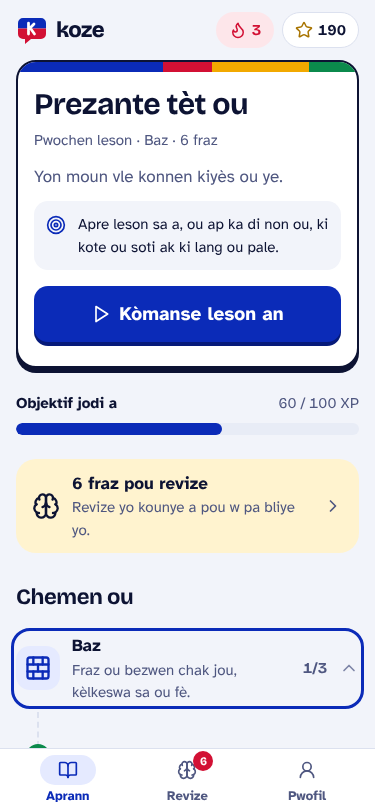 koze
3
190
Prezante tèt ou
Pwochen leson · Baz · 6 fraz
Yon moun vle konnen kiyès ou ye.
Apre leson sa a, ou ap ka di non ou, ki
kote ou soti ak ki lang ou pale.
Kòmanse leson an
Objektif jodi a
60 / 100 XP
6 fraz pou revize
Revize yo kounye a pou w pa bliye
yo.
Chemen ou
Baz
Fraz ou bezwen chak jou,
kèlkeswa sa ou fè.
1/3
6
Aprann
Revize
Pwofil